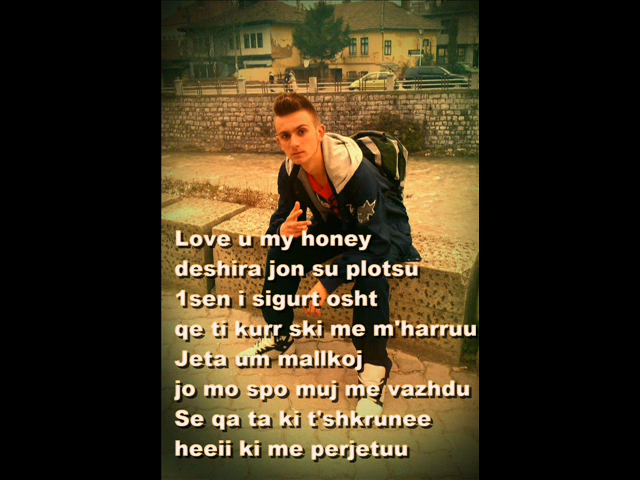 Love u my honey
deshira jon su plotsu
1sen i sigurt osht
qe ti kurr ski me m'harruu
Jeta um mallkoj
jo mo spo muj me vazhdu
Se qa ta ki t'shkrunee
heeii ki me perjetuu